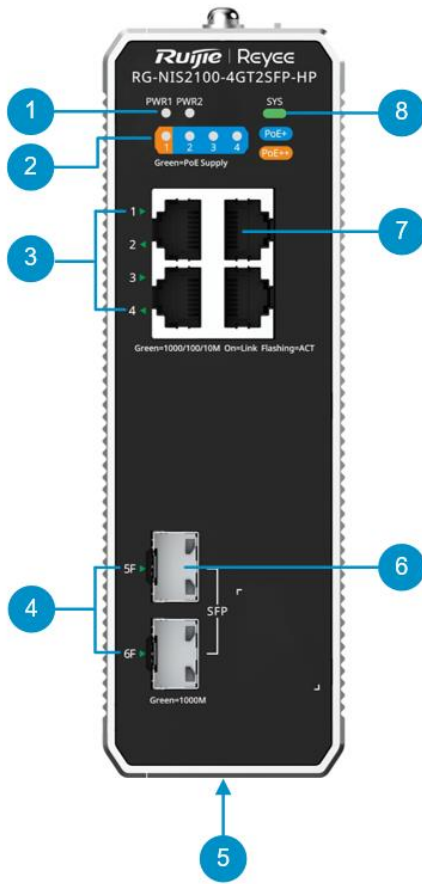 Ruijie | Reyee
RG-NIS2100-4GT2SFP-HP
PWR1 PWR2 SYS
1 8
2 1 2 3 4 PoE+
PoE++
Green=PoE Supply
1
2
3 7
3
4
Green=1000/100/10M On=Link Flashing=ACT
5F 6
4 SFP
6F
Green=1000M
5